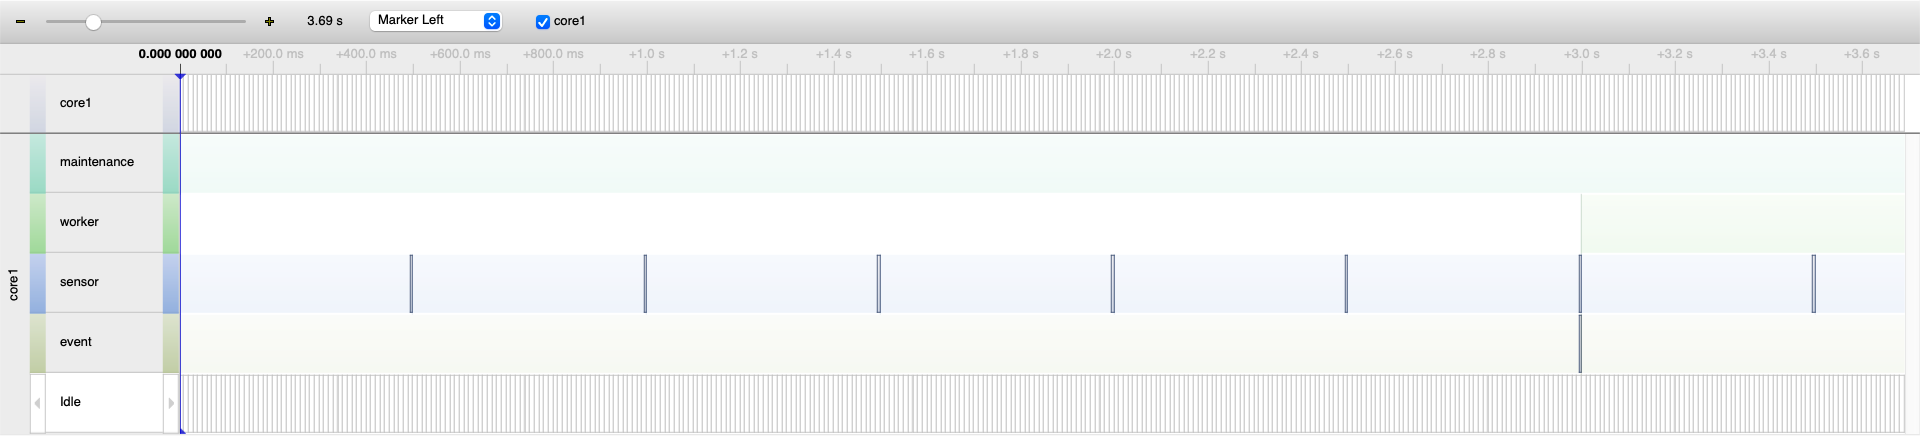 3.69 s Marker Left core1
0.000 000 000 +200.0 ms +400.0 ms +600.0 ms +800.0 ms +1.0 s +1.2 s +1.4 s +1.6 s +1.8 s +2.0 s +2.2 s +2.4 s +2.6 s +2.8 s +3.0 s +3.2 s +3.4 s +3.6 s
core1
maintenance
worker
core1
sensor
event
Idle